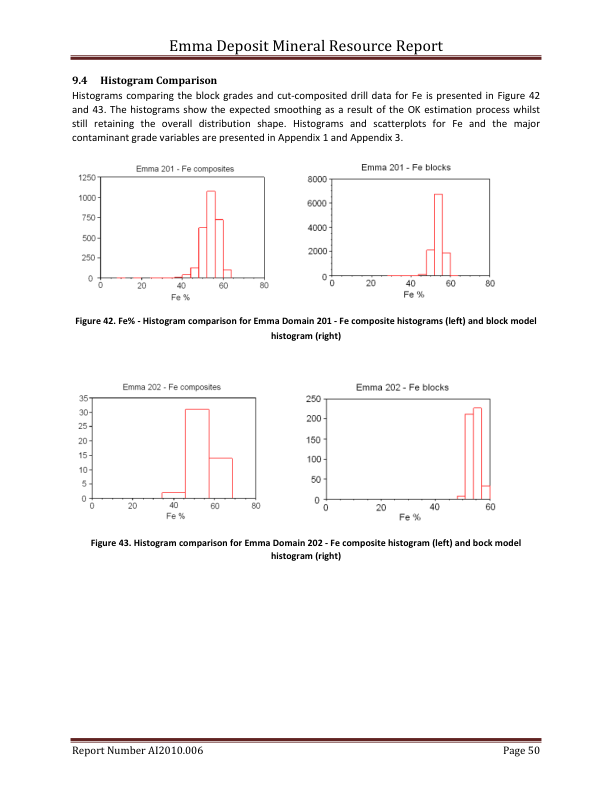 Emma Deposit Mineral Resource Report
9.4 Histogram Comparison
Histograms comparing the block grades and cut-composited drill data for Fe is presented in Figure 42
and 43. The histograms show the expected smoothing as a result of the OK estimation process whilst
still retaining the overall distribution shape. Histograms and scatterplots for Fe and the major
contaminant grade variables are presented in Appendix 1 and Appendix 3.
Emma 201 - Fe composites
1250
1000
750
500
250
0
0 20 40 60 80
Fe %
Emma 201 - Fe blocks
8000
6000
4000
2000
0
0 20 40 60 80
Fe %
Figure 42. Fe% - Histogram comparison for Emma Domain 201 - Fe composite histograms (left) and block model
histogram (right)
Emma 202 - Fe composites
35
30
25
20
15
10
5
0
0 20 40 60 80
Fe %
Emma 202 - Fe blocks
250
200
150
100
50
0
0 20 40 60
Fe %
Figure 43. Histogram comparison for Emma Domain 202 - Fe composite histogram (left) and bock model
histogram (right)
Report Number AI2010.006 Page 50